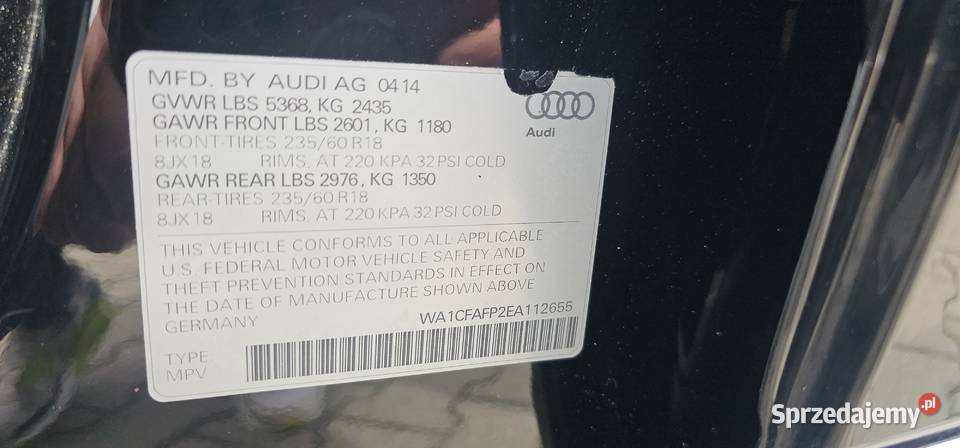 MFD. BY AUDI AG 04 14
GVWR LBS 5368, KG 2435
GAWR FRONT LBS 2601, KG 1180
FRONT-TIRES 235/60 R18
8JX18 RIMS, AT 220 KPA 32 PSI COLD
GAWR REAR LBS 2976, KG 1350
REAR-TIRES 235/60 R18
8JX18 RIMS, AT 220 KPA 32 PSI COLD
Audi
THIS VEHICLE CONFORMS TO ALL APPLICABLE
U.S. FEDERAL MOTOR VEHICLE SAFETY AND
THEFT PREVENTION STANDARDS IN EFFECT ON
THE DATE OF MANUFACTURE SHOWN ABOVE
GERMANY WA1CFAFP2EA112655
TYPE
MPV
Sprzedajemy.pl